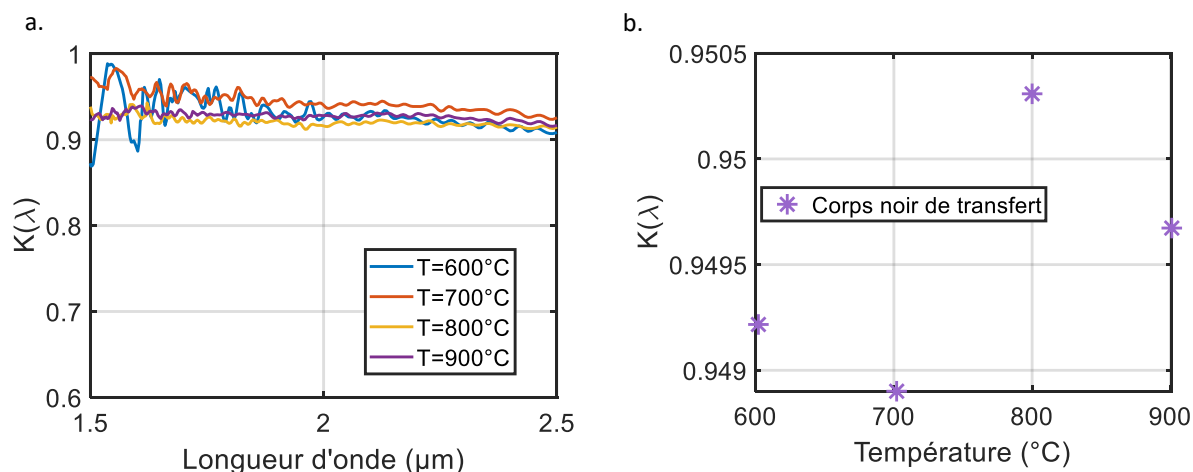 a.
1
0.9
0.8
0.7
0.6
K(λ)
1.5
2
2.5
Longueur d'onde (µm)
T=600°C
T=700°C
T=800°C
T=900°C
b.
0.9505
0.95
0.9495
0.949
K(λ)
600
700
800
900
Température (°C)
Corps noir de transfert